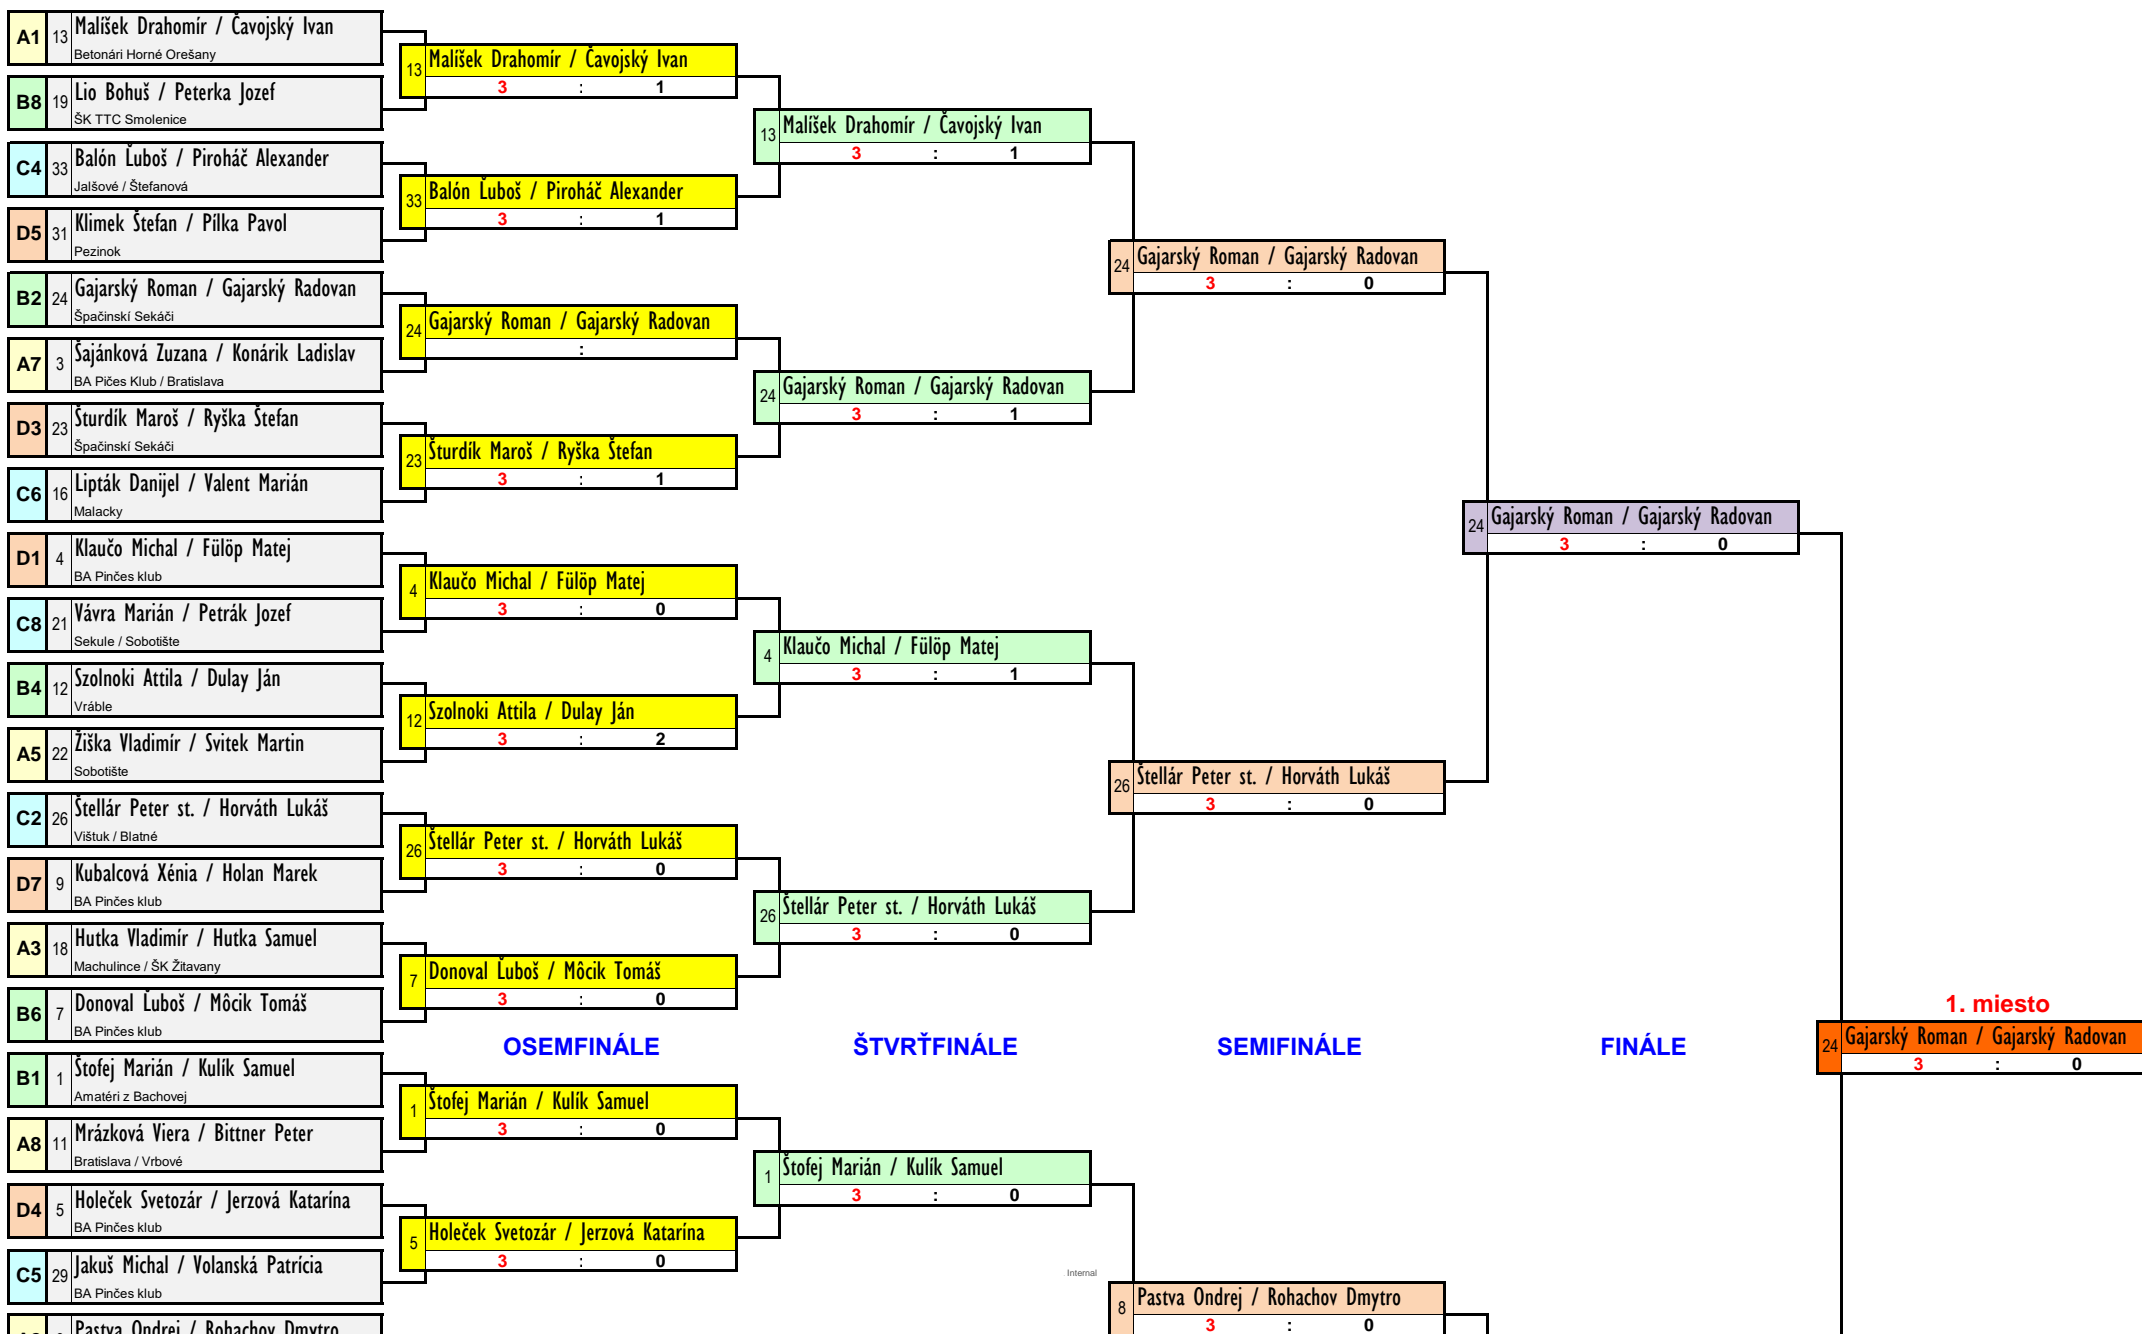 A1 13 Malíšek Drahomír / Čavojský Ivan
Betonári Horné Orešany
B8 19 Lio Bohuš / Peterka Jozef
ŠK TTC Smolenice
C4 33 Balón Ľuboš / Piroháč Alexander
Jalšové / Štefanová
D5 31 Klimek Štefan / Pílka Pavol
Pezinok
B2 24 Gajarský Roman / Gajarský Radovan
Špačinskí Sekáči
A7 3 Šajánková Zuzana / Konárik Ladislav
BA Pičes Klub / Bratislava
D3 23 Šturdík Maroš / Ryška Štefan
Špačinskí Sekáči
C6 16 Lipták Danijel / Valent Marián
Malacky
D1 4 Klaučo Michal / Fülöp Matej
BA Pinčes klub
C8 21 Vávra Marián / Petrák Jozef
Sekule / Sobotište
B4 12 Szolnoki Attila / Dulay Ján
Vráble
A5 22 Žiška Vladimír / Svitek Martin
Sobotište
C2 26 Štellár Peter st. / Horváth Lukáš
Vištuk / Blatné
D7 9 Kubalcová Xénia / Holan Marek
BA Pinčes klub
A3 18 Hutka Vladimír / Hutka Samuel
Machulince / ŠK Žitavany
B6 7 Donoval Ľuboš / Môcik Tomáš
BA Pinčes klub
B1 1 Štofej Marián / Kulík Samuel
Amatéri z Bachovej
A8 11 Mrázková Viera / Bittner Peter
Bratislava / Vrbové
D4 5 Holeček Svetozár / Jerzová Katarína
BA Pinčes klub
C5 29 Jakuš Michal / Volanská Patrícia
BA Pinčes klub
Pastva Ondrej / Rohachov Dmytro
13 Malíšek Drahomír / Čavojský Ivan
3 : 1
33 Balón Ľuboš / Piroháč Alexander
3 : 1
24 Gajarský Roman / Gajarský Radovan
:
23 Šturdík Maroš / Ryška Štefan
3 : 1
4 Klaučo Michal / Fülöp Matej
3 : 0
12 Szolnoki Attila / Dulay Ján
3 : 2
26 Štellár Peter st. / Horváth Lukáš
3 : 0
7 Donoval Ľuboš / Môcik Tomáš
3 : 0
OSEMFINÁLE
1 Štofej Marián / Kulík Samuel
3 : 0
5 Holeček Svetozár / Jerzová Katarína
3 : 0
13 Malíšek Drahomír / Čavojský Ivan
3 : 1
24 Gajarský Roman / Gajarský Radovan
3 : 1
4 Klaučo Michal / Fülöp Matej
3 : 1
26 Štellár Peter st. / Horváth Lukáš
3 : 0
ŠTVRŤFINÁLE
1 Štofej Marián / Kulík Samuel
3 : 0
Internal
24 Gajarský Roman / Gajarský Radovan
3 : 0
26 Štellár Peter st. / Horváth Lukáš
3 : 0
SEMIFINÁLE
8 Pastva Ondrej / Rohachov Dmytro
3 : 0
24 Gajarský Roman / Gajarský Radovan
3 : 0
FINÁLE
1. miesto
24 Gajarský Roman / Gajarský Radovan
3 : 0